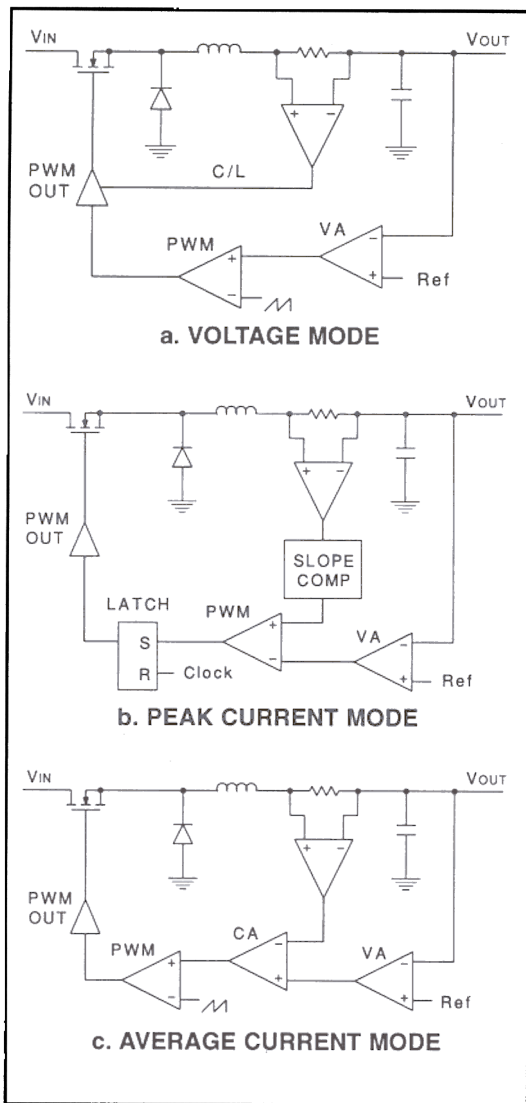 VIN
VOUT
PWM
OUT
C/L
PWM
VA
+
−
+
−
−
+
Ref
a. VOLTAGE MODE
VIN
VOUT
+
−
PWM
OUT
SLOPE
COMP
LATCH
PWM
S
R
Clock
+
−
VA
−
+
Ref
b. PEAK CURRENT MODE
VIN
VOUT
+
−
PWM
OUT
CA
PWM
VA
−
+
+
−
−
+
Ref
c. AVERAGE CURRENT MODE